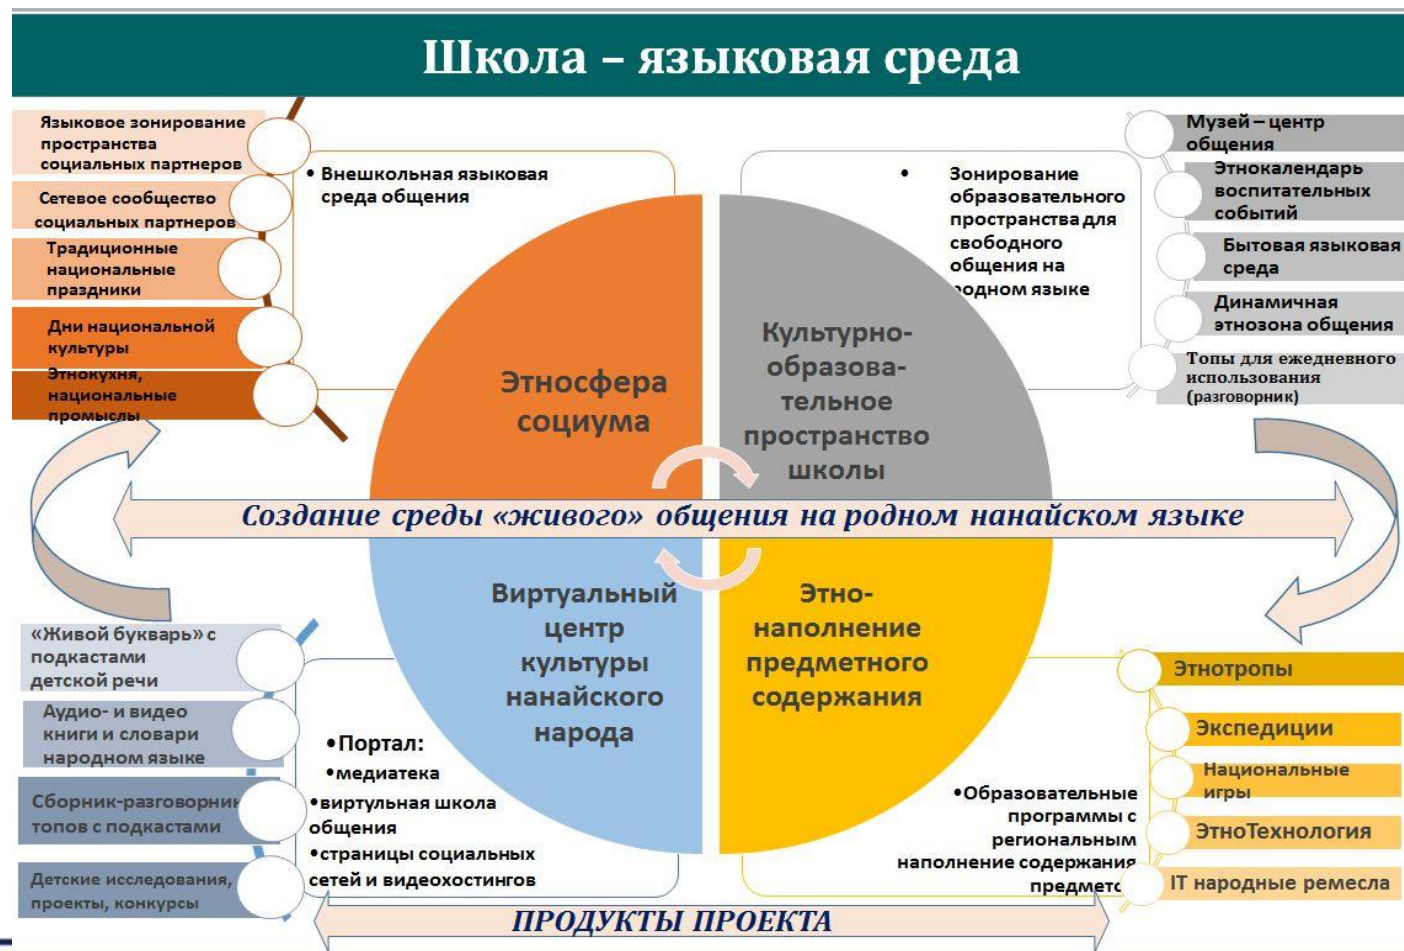 Школа – языковая среда
Языковое зонирование
пространства
социальных партнеров
Сетевое сообщество
социальных партнеров
Традиционные
национальные
праздники
Дни национальной
культуры
Этнокухня,
национальные
промыслы
• Внешкольная языковая
среда общения
• Зонирование
образовательного
пространства для
свободного
общения на
родном языке
Музей – центр
общения
Этнокалендарь
воспитательных
событий
Бытовая языковая
среда
Динамичная
этнозона общения
Топы для ежедневного
использования
(разговорник)
Этносфера
социума
Культурно-
образова-
тельное
пространство
школы
Создание среды «живого» общения на родном нанайском языке
Виртуальный
центр
культуры
нанайского
народа
Этно-
наполнение
предметного
содержания
«Живой букварь» с
подкастами
детской речи
Аудио- и видео
книги и словари
народном языке
Сборник-разговорник
топов с подкастами
Детские исследования,
проекты, конкурсы
•Портал:
•медиатека
•виртульная школа
общения
•страницы социальных
сетей и видеохостингов
•Образовательные
программы с
региональным
наполнение содержания
Этнотропы
Экспедиции
Национальные
игры
ЭтноТехнология
IT народные ремесла
ПРОДУКТЫ ПРОЕКТА